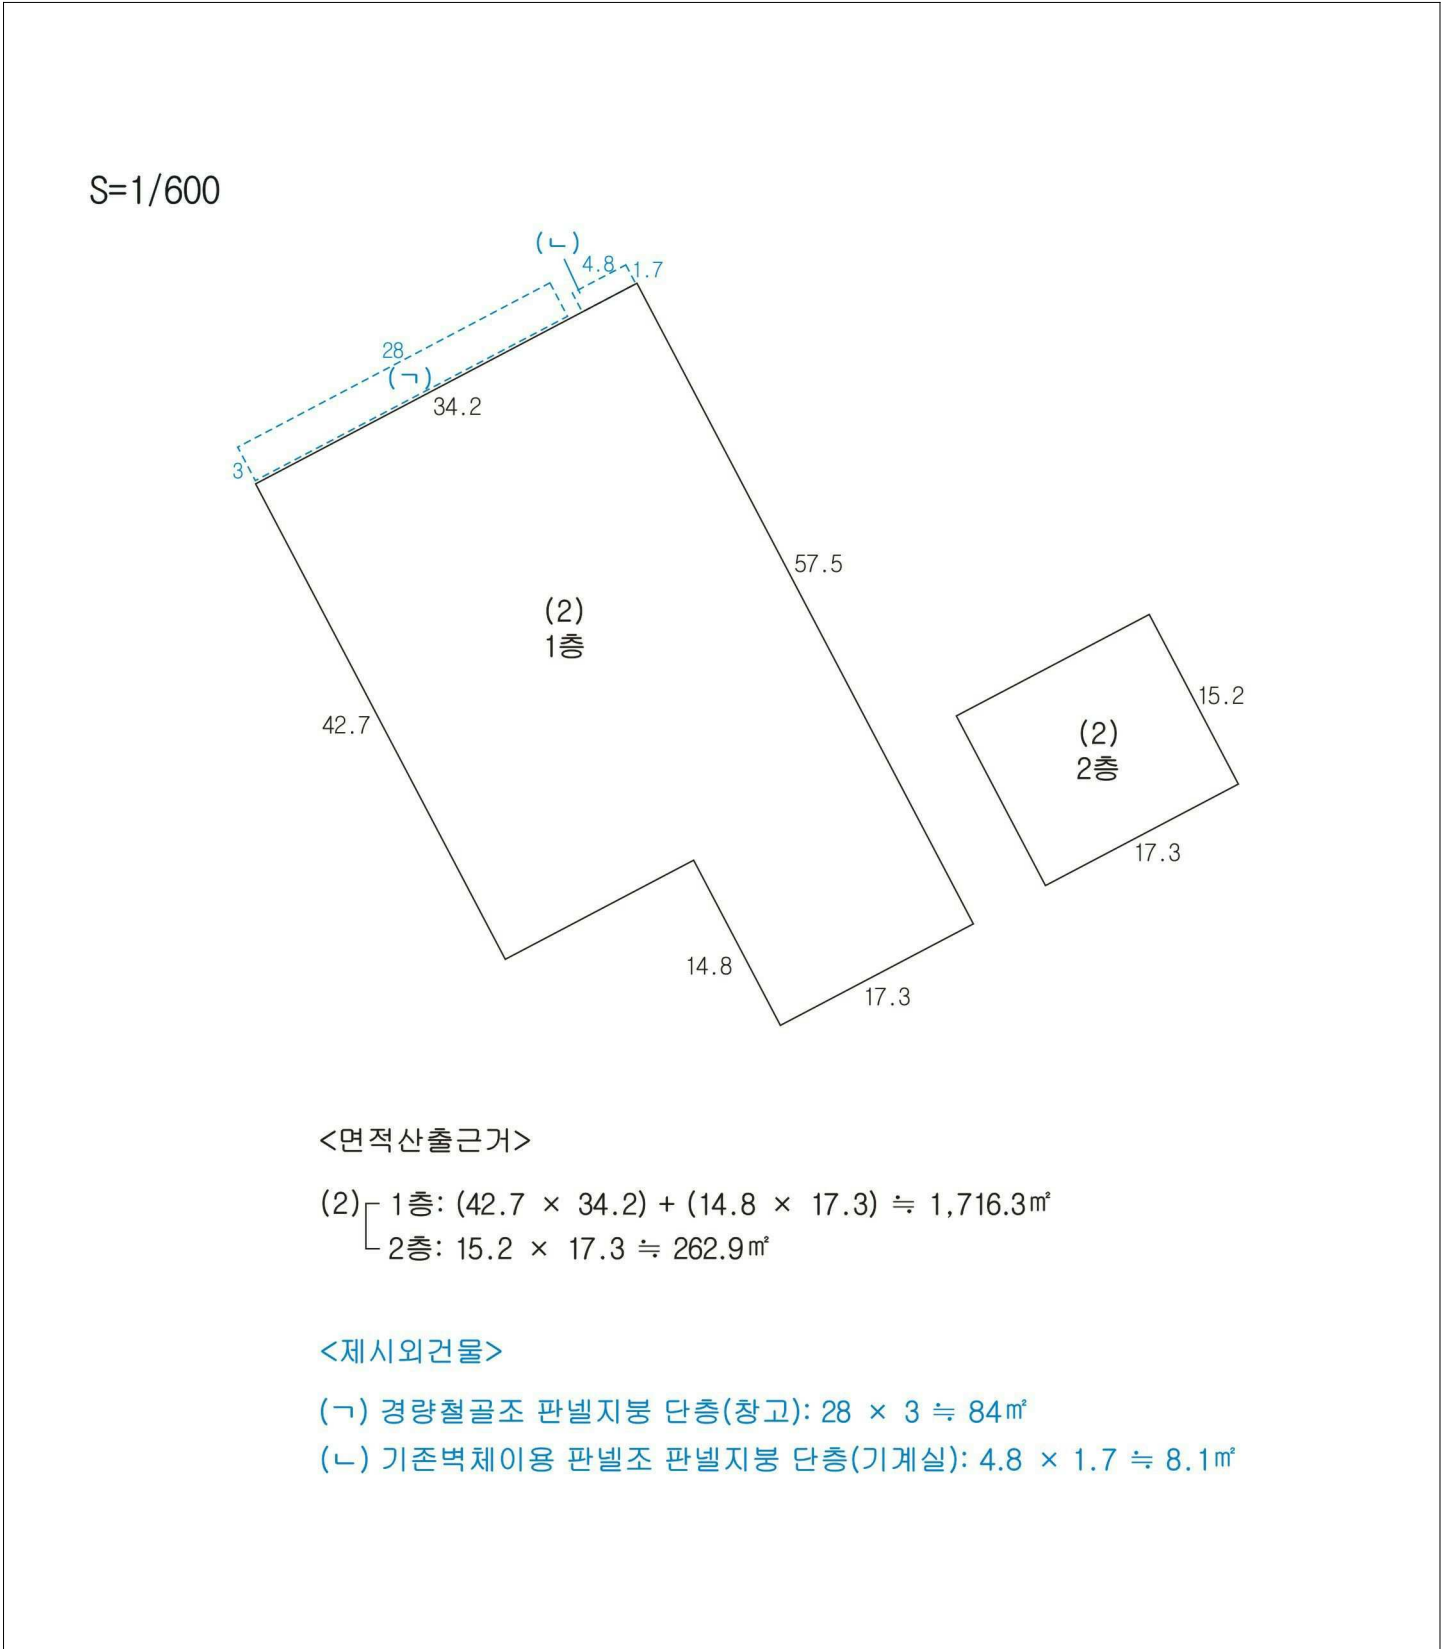 S=1/600
(ㄴ)
4.8 1.7
28
(ㄱ)
34.2
3
57.5
(2)
1층
42.7
15.2
(2)
2층
17.3
14.8
17.3
<면적산출근거>
(2) 1층: (42.7 × 34.2) + (14.8 × 17.3) ≒ 1,716.3㎡
2층: 15.2 × 17.3 ≒ 262.9㎡
<제시외건물>
(ㄱ) 경량철골조 판넬지붕 단층(창고): 28 × 3 ≒ 84㎡
(ㄴ) 기존벽체이용 판넬조 판넬지붕 단층(기계실): 4.8 × 1.7 ≒ 8.1㎡